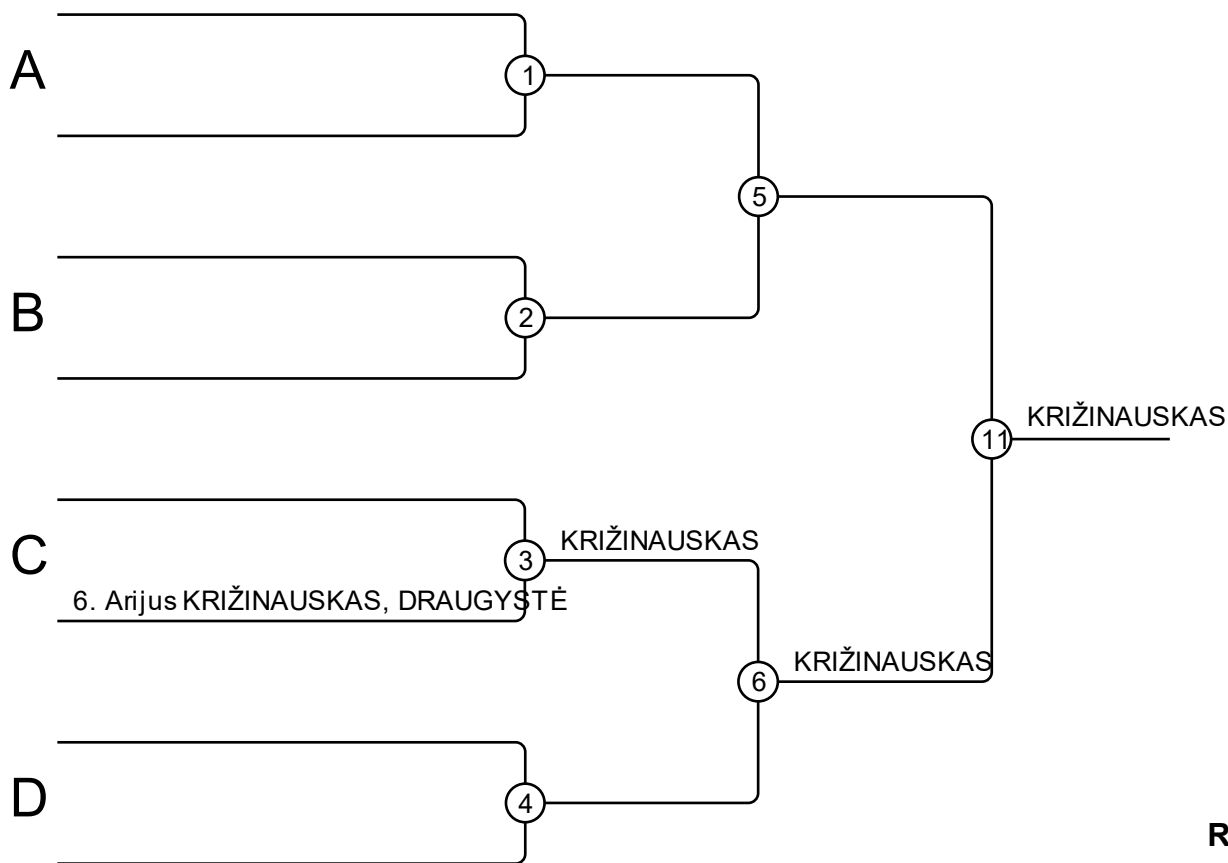 A
1
5
B
2
KRIŽINAUSKAS
11
C
3
KRIŽINAUSKAS
6. Arijus KRIŽINAUSKAS, DRAUGYSTĖ
KRIŽINAUSKAS
6
D
4
R